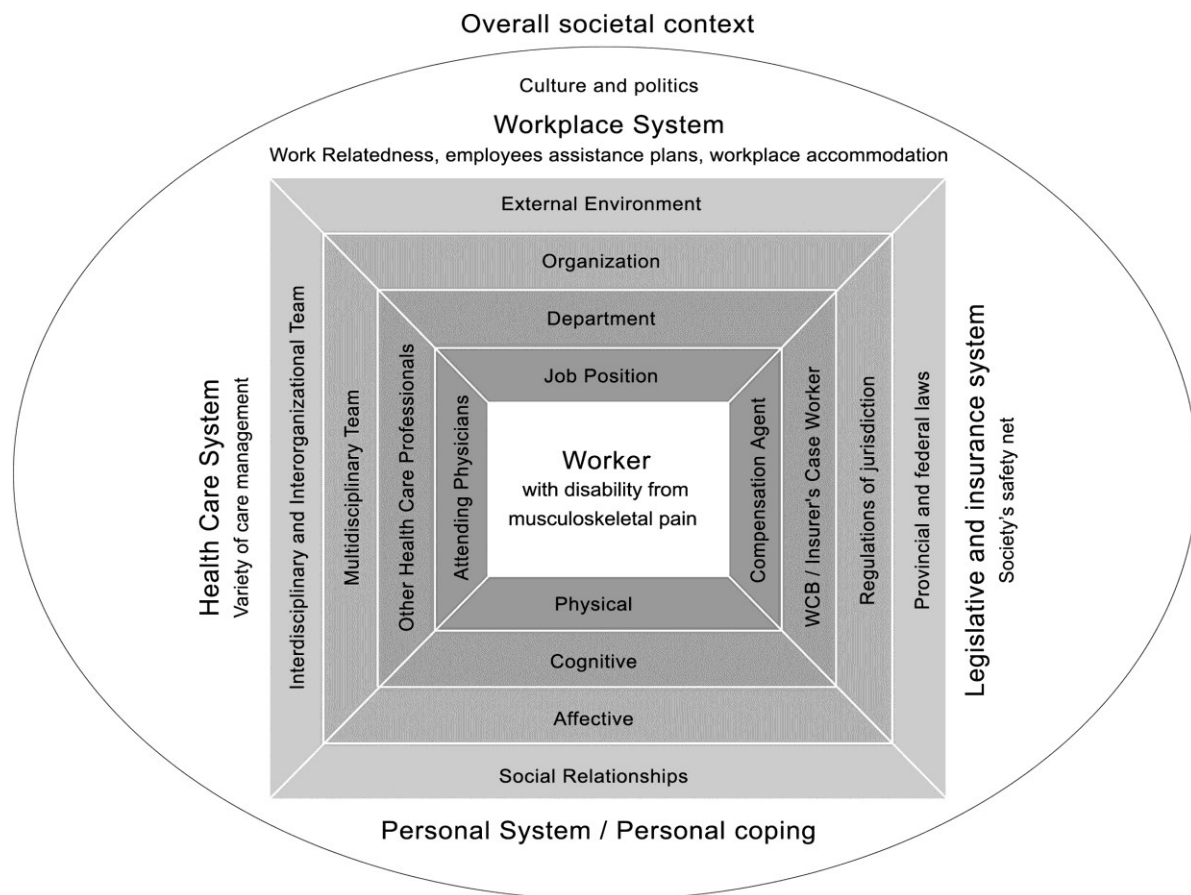 Overall societal context
Culture and politics
Workplace System
Work Relatedness, employees assistance plans, workplace accommodation
External Environment
Organization
Department
Job Position
Health Care System
Variety of care management
Interdisciplinary and Interorganizational Team
Multidisciplinary Team
Other Health Care Professionals
Attending Physicians
Worker
with disability from
musculoskeletal pain
Compensation Agent
WCB / Insurer's Case Worker
Regulations of jurisdiction
Provincial and federal laws
Legislative and insurance system
Society's safety net
Physical
Cognitive
Affective
Social Relationships
Personal System / Personal coping